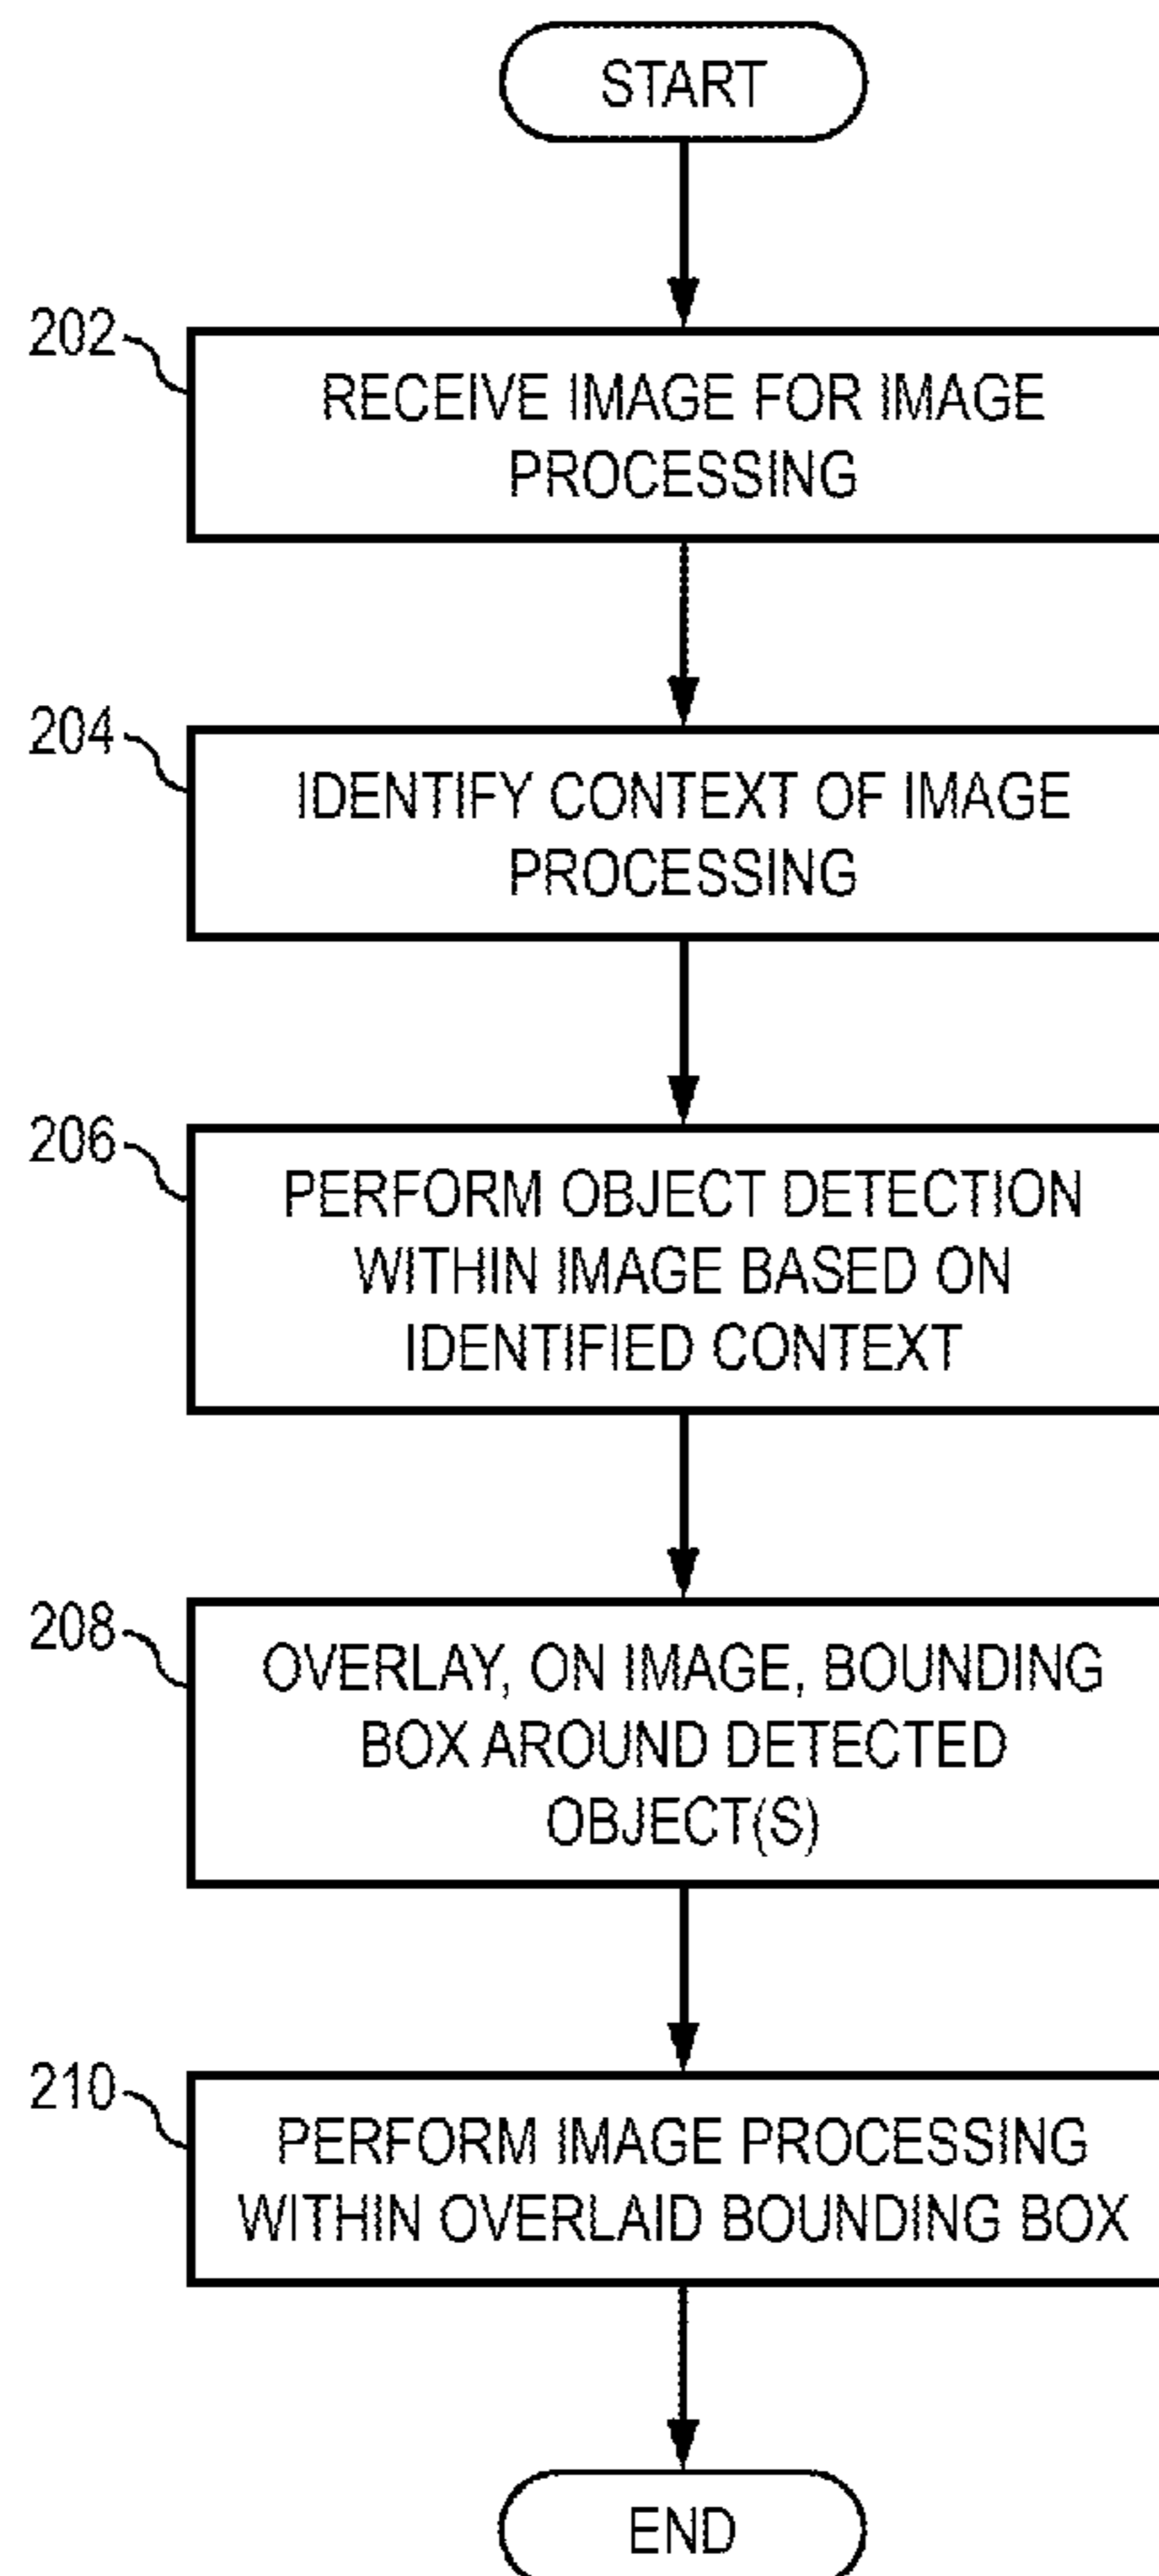 START
202
RECEIVE IMAGE FOR IMAGE
PROCESSING
204
IDENTIFY CONTEXT OF IMAGE
PROCESSING
206
PERFORM OBJECT DETECTION
WITHIN IMAGE BASED ON
IDENTIFIED CONTEXT
208
OVERLAY, ON IMAGE, BOUNDING
BOX AROUND DETECTED
OBJECT(S)
210
PERFORM IMAGE PROCESSING
WITHIN OVERLAID BOUNDING BOX
END